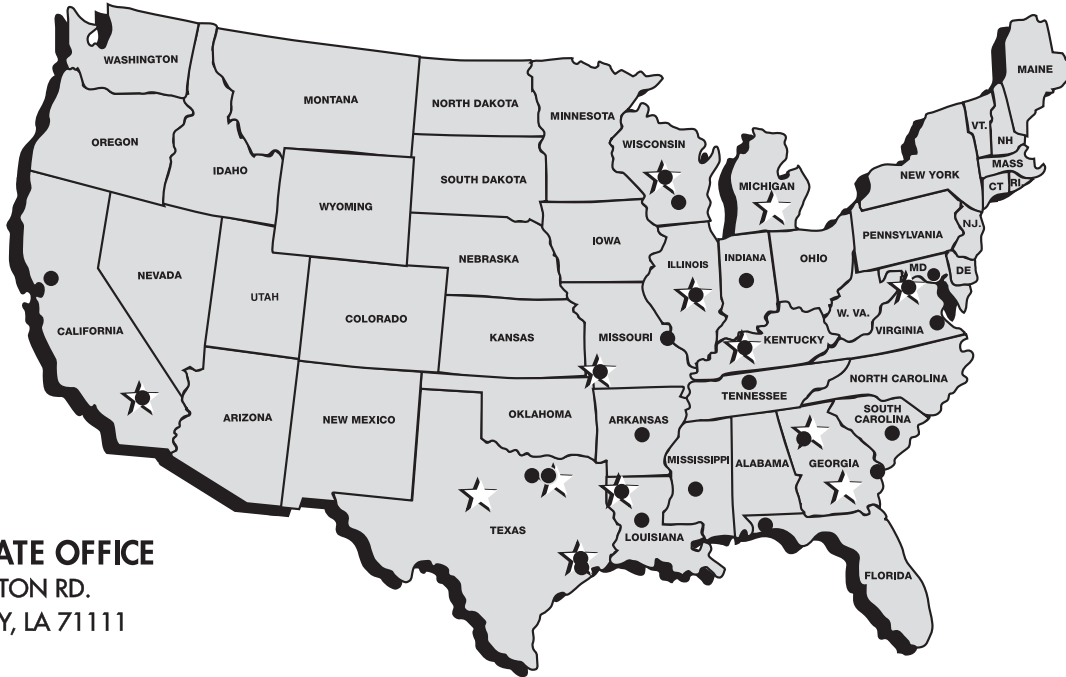 WASHINGTON
MONTANA
NORTH DAKOTA
MINNESOTA
MAINE
OREGON
IDAHO
WYOMING
SOUTH DAKOTA
WISCONSIN
MICHIGAN
NEW YORK
VT.
NH
MASS
CT
RI
NEVADA
UTAH
COLORADO
NEBRASKA
IOWA
ILLINOIS
INDIANA
OHIO
PENNSYLVANIA
NJ.
MD
DE
CALIFORNIA
KANSAS
MISSOURI
KENTUCKY
W. VA.
VIRGINIA
ARIZONA
NEW MEXICO
OKLAHOMA
ARKANSAS
TENNESSEE
NORTH CAROLINA
SOUTH
CAROLINA
MISSISSIPPI
ALABAMA
GEORGIA
TEXAS
LOUISIANA
FLORIDA
ATE OFFICE
TON RD.
Y, LA 71111